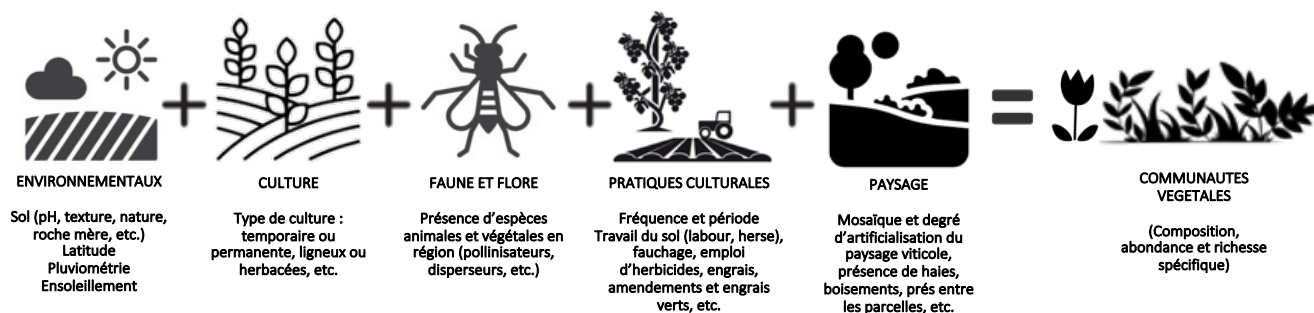 ENVIRONNEMENTAUX
Sol (pH, texture, nature,
roche mère, etc.)
Latitude
Pluviométrie
Ensoleillement
CULTURE
Type de culture :
temporaire ou
permanente, ligneux ou
herbacées, etc.
FAUNE ET FLORE
Présence d'espèces
animales et végétales en
région (pollinisateurs,
disperseurs, etc.)
PRATIQUES CULTURALES
Fréquence et période
Travail du sol (labour, herse),
fauchage, emploi
d'herbicides, engrais,
amendements et engrais
verts, etc.
PAYSAGE
Mosaïque et degré
d'artificialisation du
paysage viticole,
présence de haies,
boisements, prés entre
les parcelles, etc.
COMMUNAUTES
VEGETALES
(Composition,
abondance et richesse
spécifique)